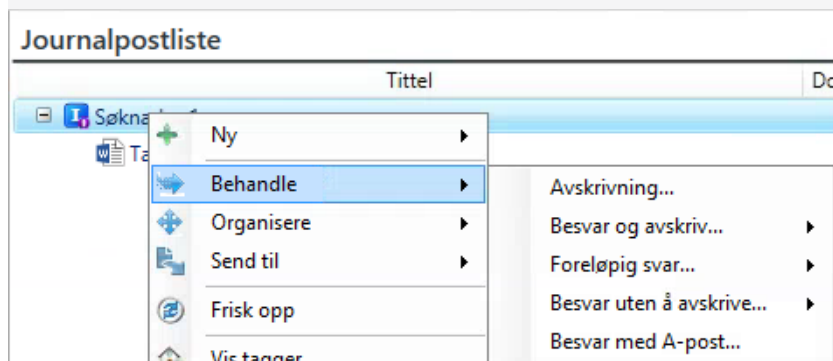 Journalpostliste
Tittel
Ny
Behandle
Avskrivning...
Organisere
Besvar og avskriv...
Send til
Foreløpig svar...
Besvar uten å avskrive...
Frisk opp
Besvar med A-post...
Vis tagger